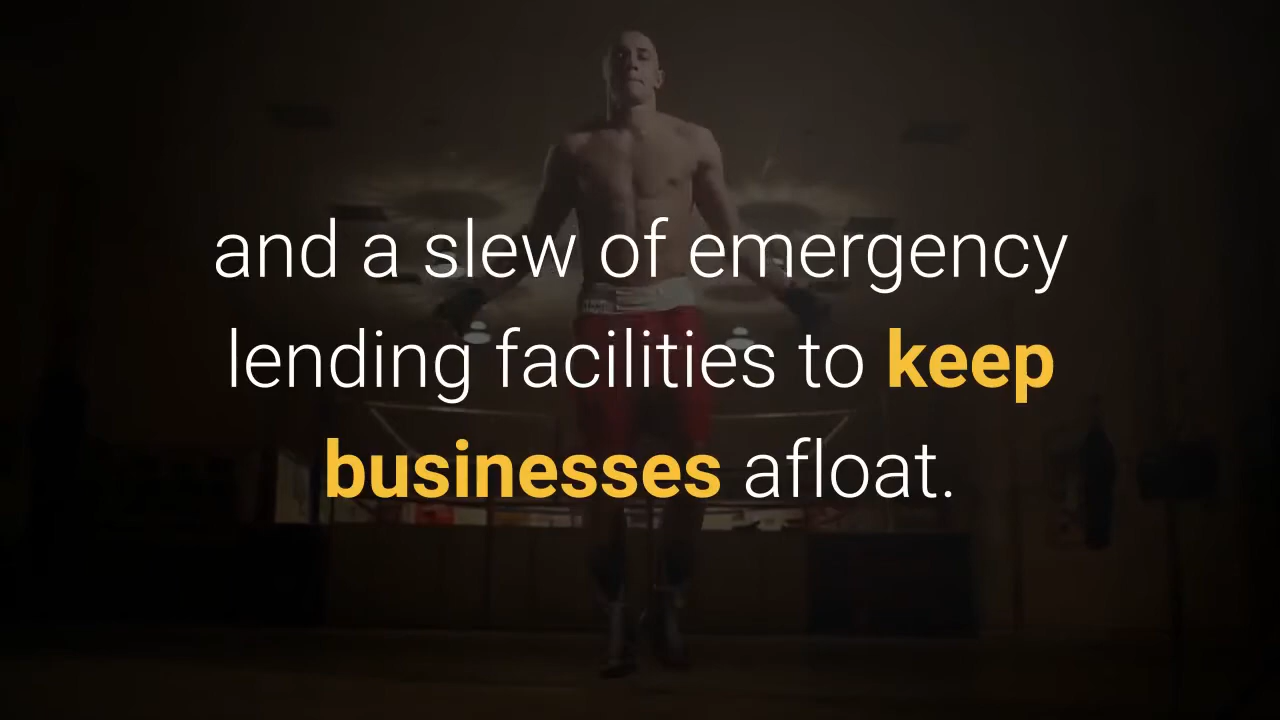 and a slew of emergency
lending facilities to keep
businesses afloat.